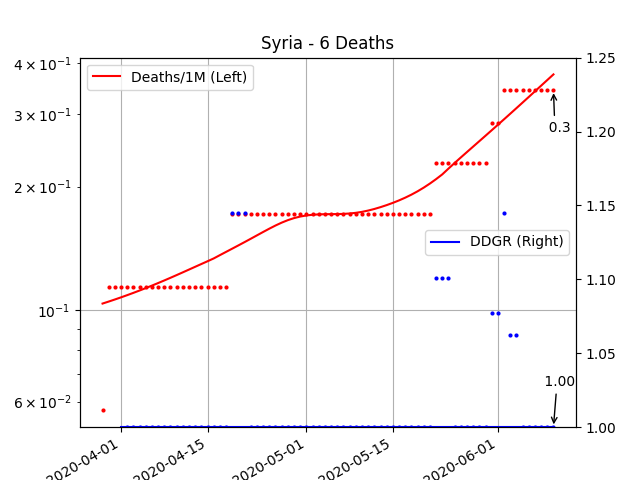 Syria - 6 Deaths
Deaths/1M (Left)
DDGR (Right)
4 × 10⁻¹
3 × 10⁻¹
2 × 10⁻¹
10⁻¹
6 × 10⁻²
1.25
1.20
1.15
1.10
1.05
1.00
0.3
1.00
2020-04-01
2020-04-15
2020-05-01
2020-05-15
2020-06-01